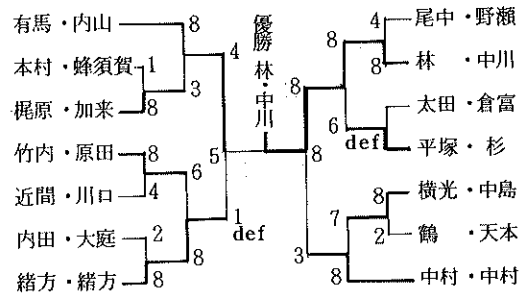 有馬・内山
本村・蜂須賀
梶原・加来
竹内・原田
近間・川口
内田・大庭
緒方・緒方
8
1
8
3
4
8
4
6
5
2
8
8
1
def
優勝 林・中川
尾中・野瀬
林・中川
太田・倉富
平塚・杉
横光・中島
鶴・天本
中村・中村
4
8
8
8
6
def
8
8
2
7
3
8